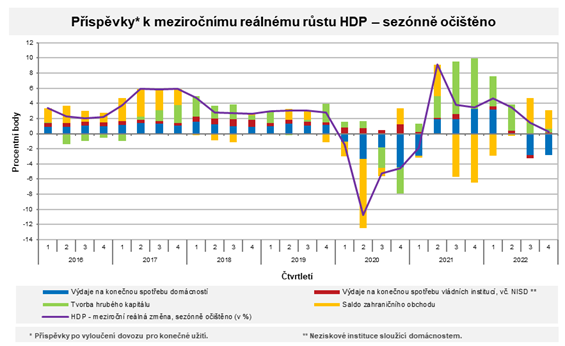 Příspěvky* k meziročnímu reálnému růstu HDP – sezónně očištěno
Procentní body
12
10
8
6
4
2
0
-2
-4
-6
-8
-10
-12
-14
1 2 3 4 1 2 3 4 1 2 3 4 1 2 3 4 1 2 3 4 1 2 3 4 1 2 3 4
2016 2017 2018 2019 2020 2021 2022
Čtvrtletí
Výdaje na konečnou spotřebu domácností
Výdaje na konečnou spotřebu vládních institucí, vč. NISD **
Tvorba hrubého kapitálu
Saldo zahraničního obchodu
HDP - meziroční reálná změna, sezónně očištěno (v %)
* Příspěvky po vyloučení dovozu pro konečné užití.
** Neziskové instituce sloužící domácnostem.